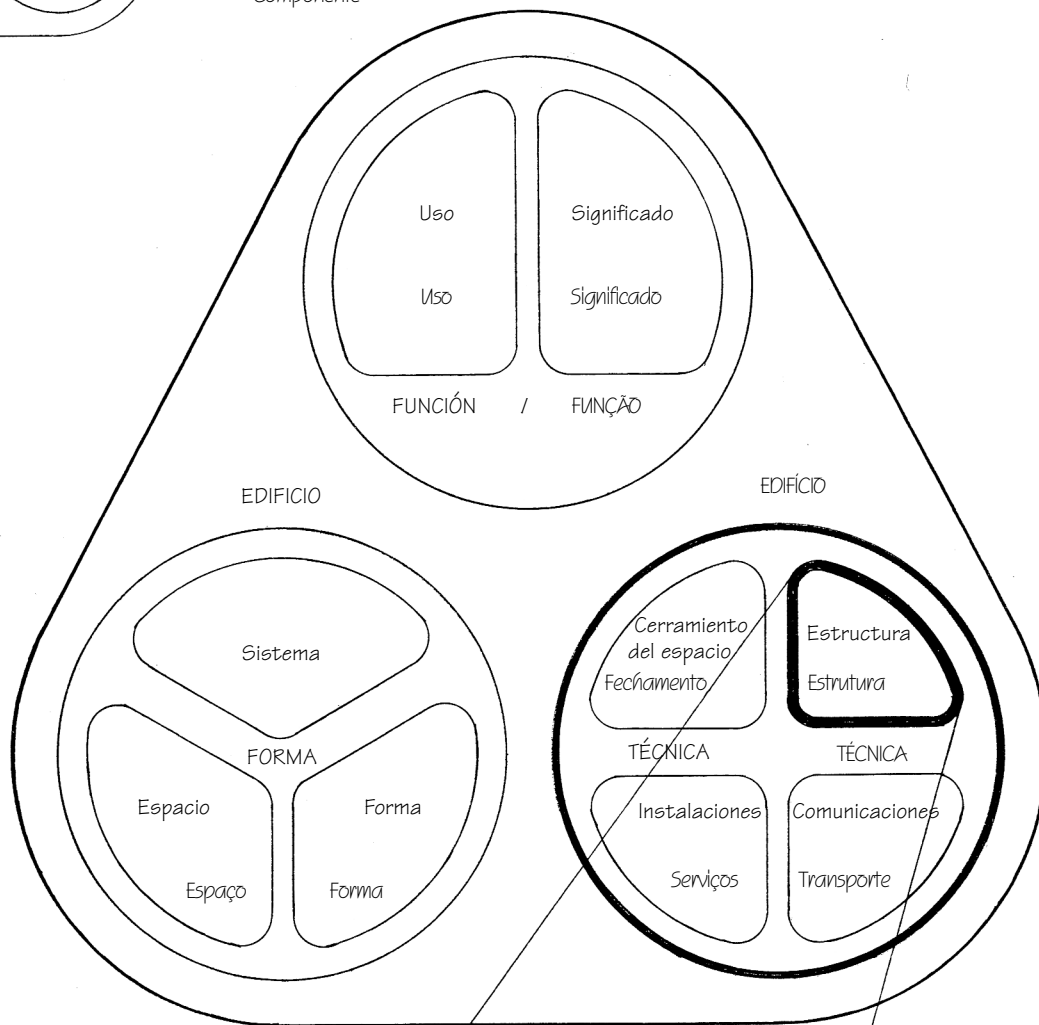 Componente
Uso
Significado
Uso
Significado
FUNCIÓN / FUNÇÃO
EDIFICIO
EDIFÍCIO
Sistema
FORMA
Espacio
Forma
Espaço
Forma
Cerramiento
del espacio
Fechamento
Estructura
Estrutura
TÉCNICA
TÉCNICA
Instalaciones
Comunicaciones
Serviços
Transporte